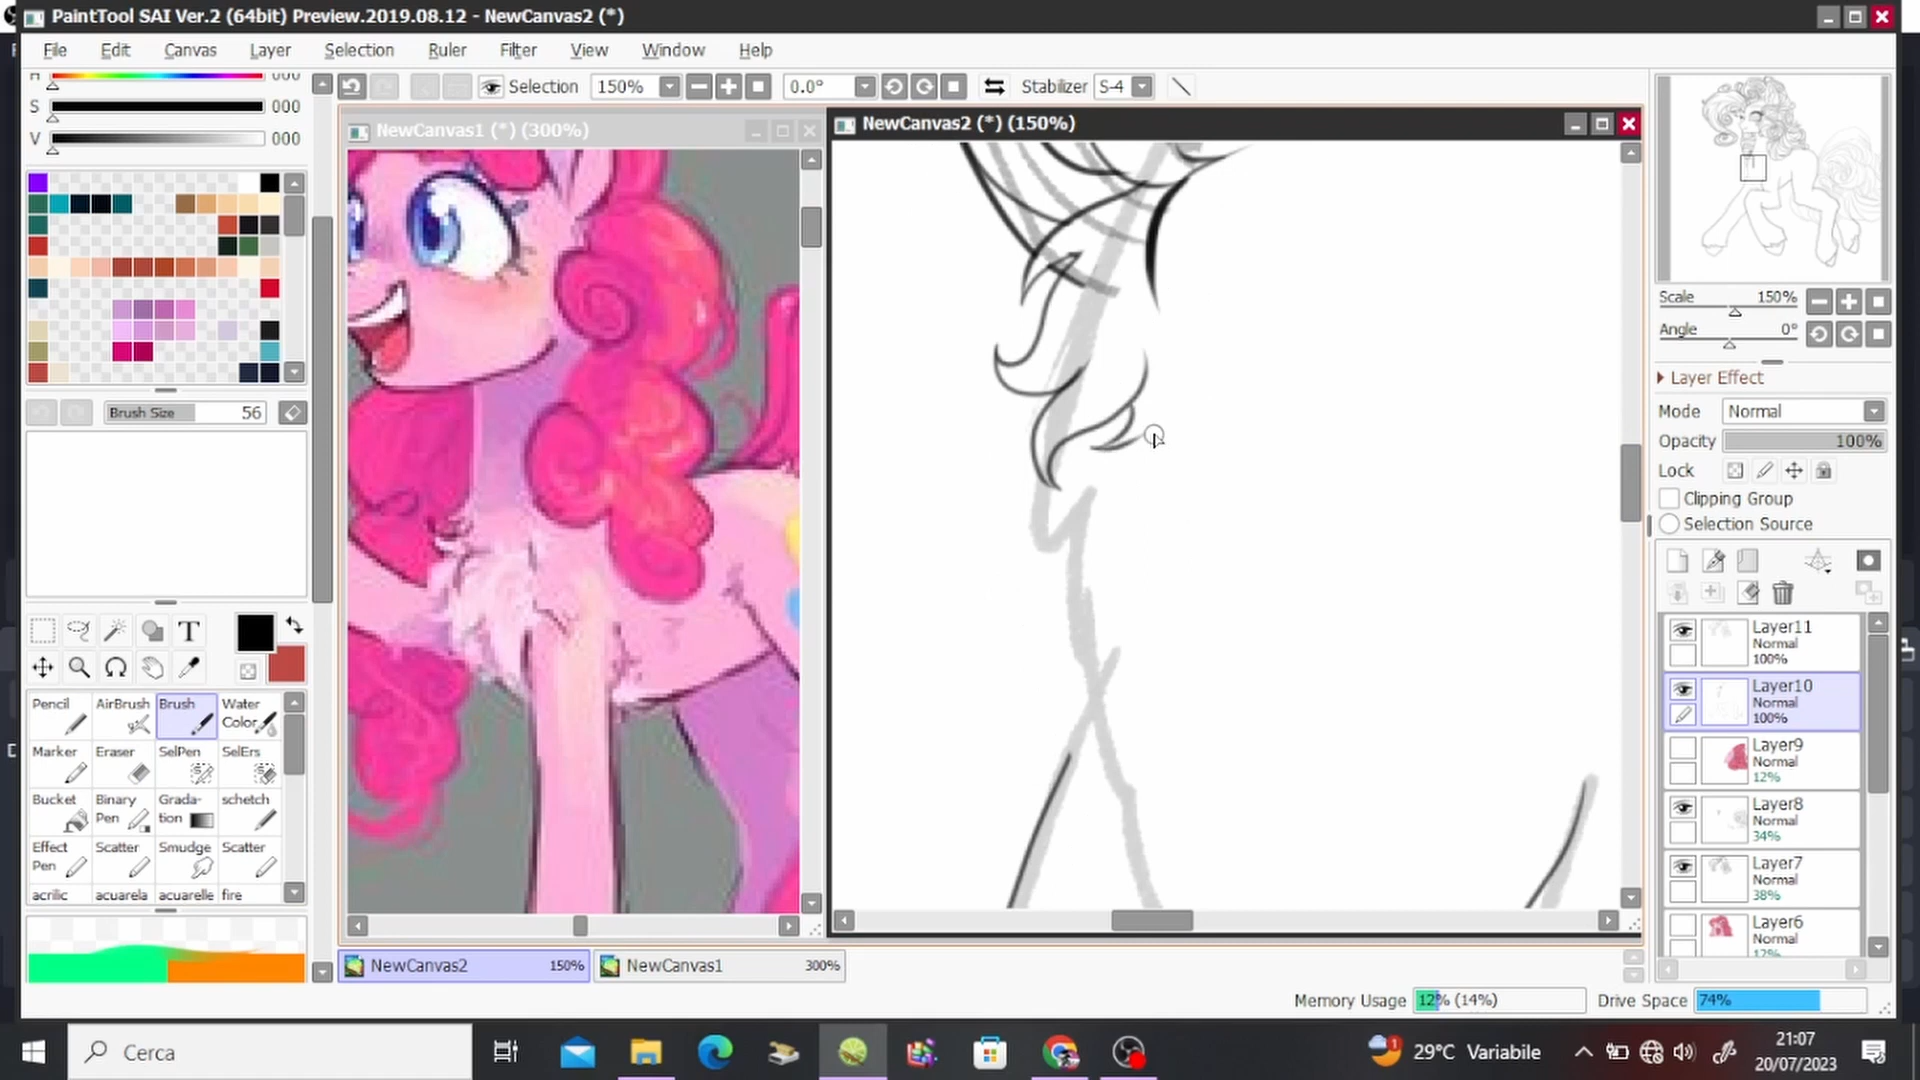 PaintTool SAI Ver.2 (64bit) Preview.2019.08.12 - NewCanvas2 (*)
File Edit Canvas Layer Selection Ruler Filter View Window Help
H 000
S 000
V 000
Selection 150% 0.0° Stabilizer S-4
NewCanvas1 (*) (300%)
NewCanvas2 (*) (150%)
Brush Size 56
T
Pencil AirBrush Brush Water Color
Marker Eraser SelPen SelErs
Bucket Binary Pen Grada-tion schetch
Effect Pen Scatter Smudge Scatter
acrilic acuarela acuarelle fire
Scale 150%
Angle 0°
Layer Effect
Mode Normal
Opacity 100%
Lock
Clipping Group
Selection Source
Layer11
Normal
100%
Layer10
Normal
100%
Layer9
Normal
12%
Layer8
Normal
34%
Layer7
Normal
38%
Layer6
Normal
12%
NewCanvas2 150% NewCanvas1 300%
Memory Usage 12% (14%) Drive Space 74%
Cerca
1
29°C Variabile
21:07
20/07/2023